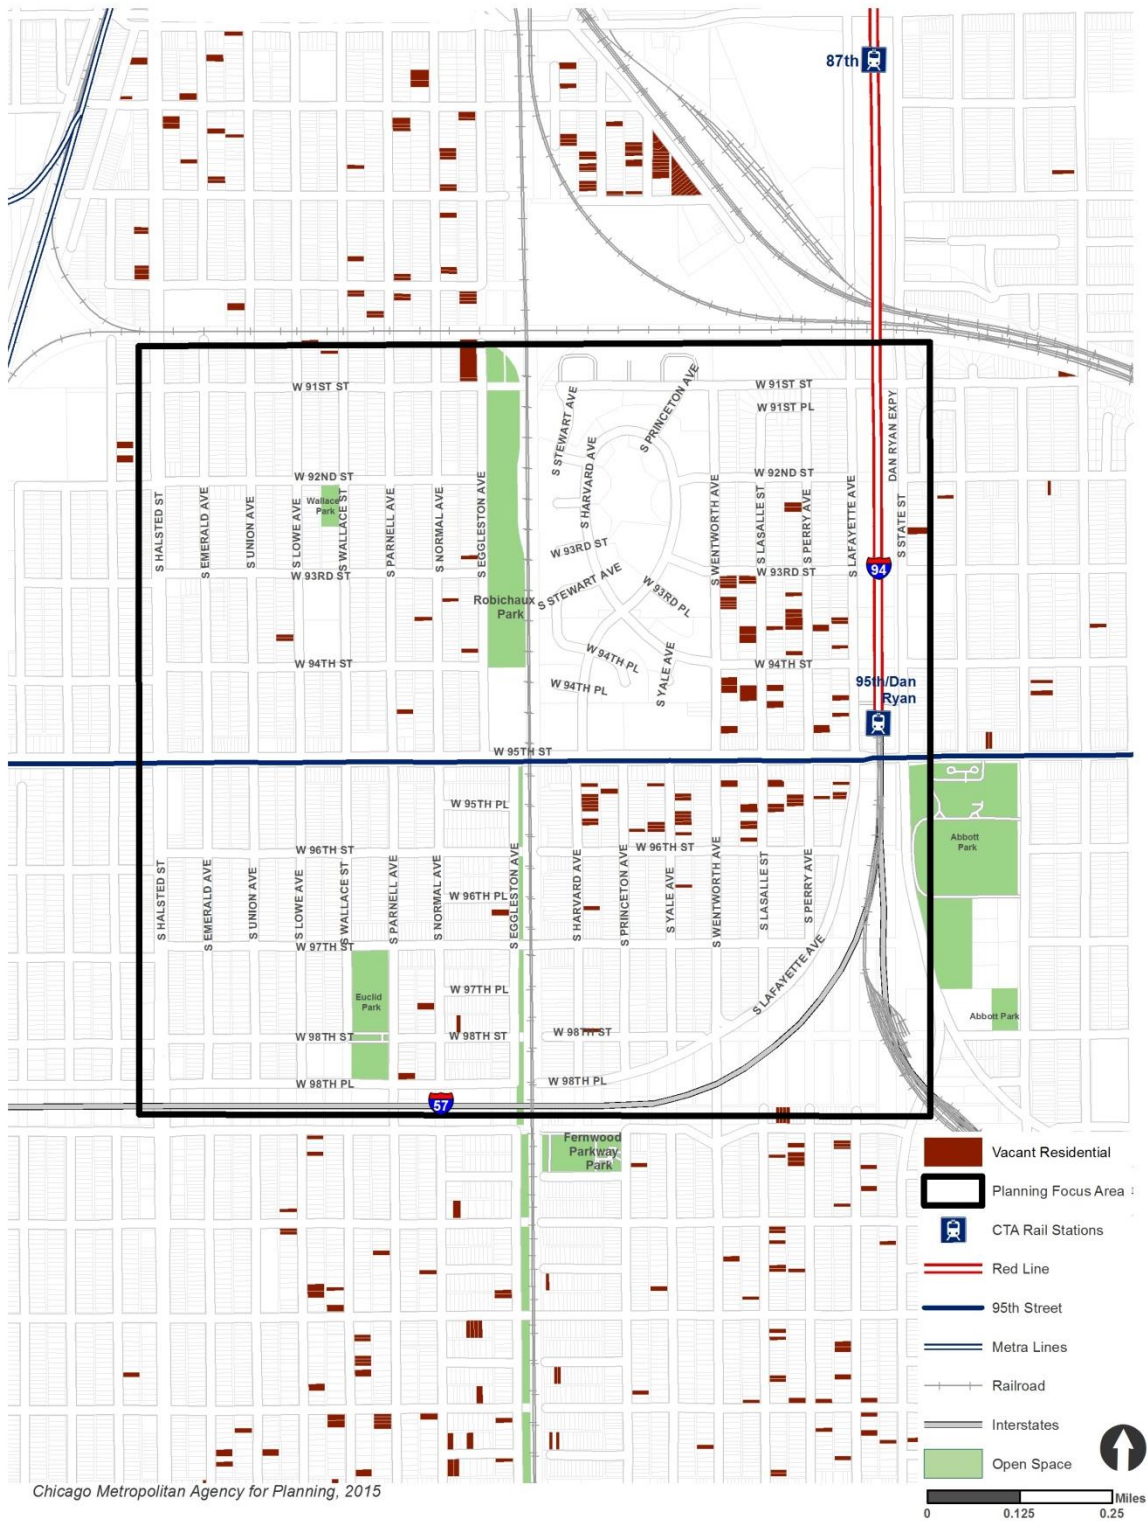 87th
W 91ST ST
W 91ST ST
W 91ST PL
S STEWART AVE
S PRINCETON AVE
DAN RYAN EXPY
S HARVARD AVE
W 92ND ST
W 92ND ST
Wallace
Park
S HALSTED ST
S EMERALD AVE
S UNION AVE
S LOWE AVE
S WALLACE ST
S PARNELL AVE
S NORMAL AVE
S EGGLESTON AVE
S WENTWORTH AVE
S LASALLE ST
S PERRY AVE
S LAFAYETTE AVE
S STATE ST
W 93RD ST
W 93RD ST
W 93RD ST
94
S STEWART AVE
W 93RD PL
Robichaux
Park
W 94TH ST
W 94TH PL
W 94TH PL
S YALE AVE
W 94TH ST
95th/Dan
Ryan
W 95TH ST
W 95TH PL
W 96TH ST
W 96TH ST
Abbott
Park
S HALSTED ST
S EMERALD AVE
S UNION AVE
S LOWE AVE
S WALLACE ST
S PARNELL AVE
S NORMAL AVE
W 96TH PL
S EGGLESTON AVE
S HARVARD AVE
S PRINCETON AVE
S YALE AVE
S WENTWORTH AVE
S LASALLE ST
S PERRY AVE
W 97TH ST
S LAFAYETTE AVE
Euclid
Park
W 97TH PL
Abbott Park
W 98TH ST
W 98TH ST
W 98TH ST
W 98TH PL
W 98TH PL
57
Fernwood
Parkway
Park
Vacant Residential
Planning Focus Area
CTA Rail Stations
Red Line
95th Street
Metra Lines
Railroad
Interstates
Open Space
Chicago Metropolitan Agency for Planning, 2015
Miles
0 0.125 0.25